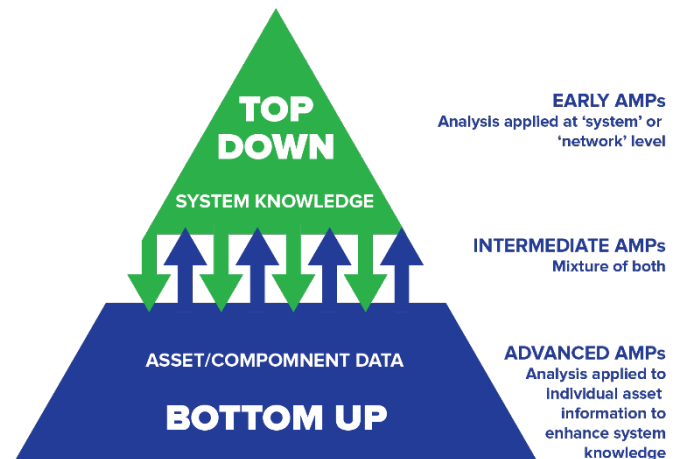 TOP
DOWN
SYSTEM KNOWLEDGE
EARLY AMPs
Analysis applied at ‘system’ or
‘network’ level
INTERMEDIATE AMPs
Mixture of both
ASSET/COMPOMNENT DATA
BOTTOM UP
ADVANCED AMPs
Analysis applied to
individual asset
information to
enhance system
knowledge